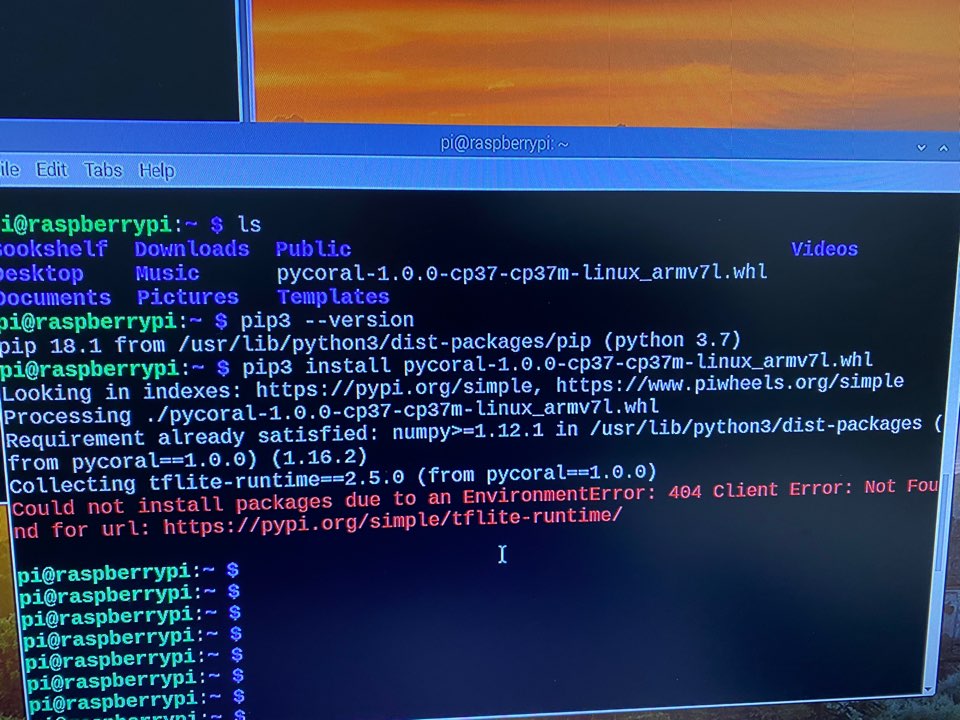 pi@raspberrypi: ~
ile Edit Tabs Help
i@raspberrypi:~ $ ls
Bookshelf Downloads Public Videos
Desktop Music pycoral-1.0.0-cp37-cp37m-linux_armv7l.whl
Documents Pictures Templates
pi@raspberrypi:~ $ pip3 --version
pip 18.1 from /usr/lib/python3/dist-packages/pip (python 3.7)
pi@raspberrypi:~ $ pip3 install pycoral-1.0.0-cp37-cp37m-linux_armv7l.whl
Looking in indexes: https://pypi.org/simple, https://www.piwheels.org/simple
Processing ./pycoral-1.0.0-cp37-cp37m-linux_armv7l.whl
Requirement already satisfied: numpy>=1.12.1 in /usr/lib/python3/dist-packages (
from pycoral==1.0.0) (1.16.2)
Collecting tflite-runtime==2.5.0 (from pycoral==1.0.0)
Could not install packages due to an EnvironmentError: 404 Client Error: Not Fou
nd for url: https://pypi.org/simple/tflite-runtime/
pi@raspberrypi:~ $
pi@raspberrypi:~ $
pi@raspberrypi:~ $
pi@raspberrypi:~ $
pi@raspberrypi:~ $
pi@raspberrypi:~ $
pi@raspberrypi:~ $
pi@raspberrypi:~ $